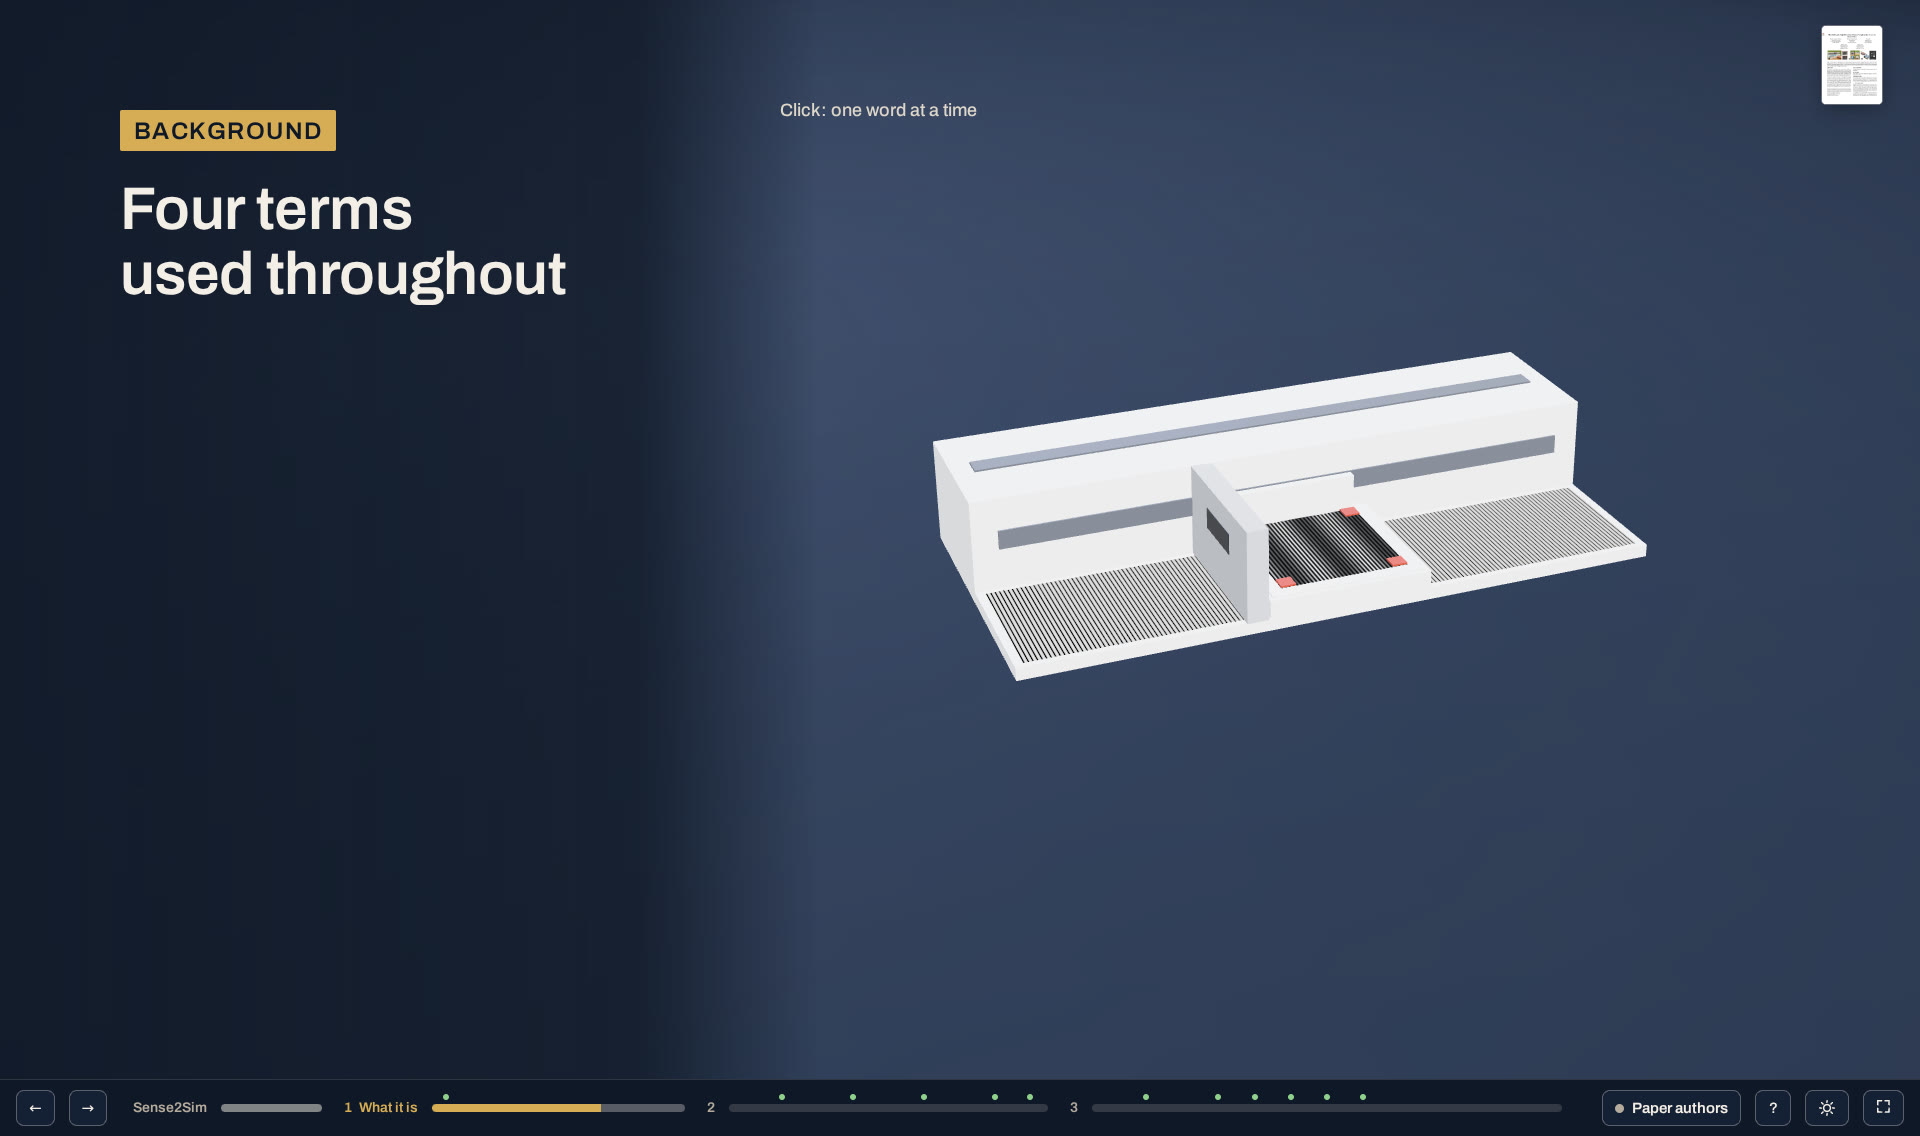 BACKGROUND
Four terms
used throughout
Click: one word at a time
← → Sense2Sim 1 What it is 2 3 Paper authors ?